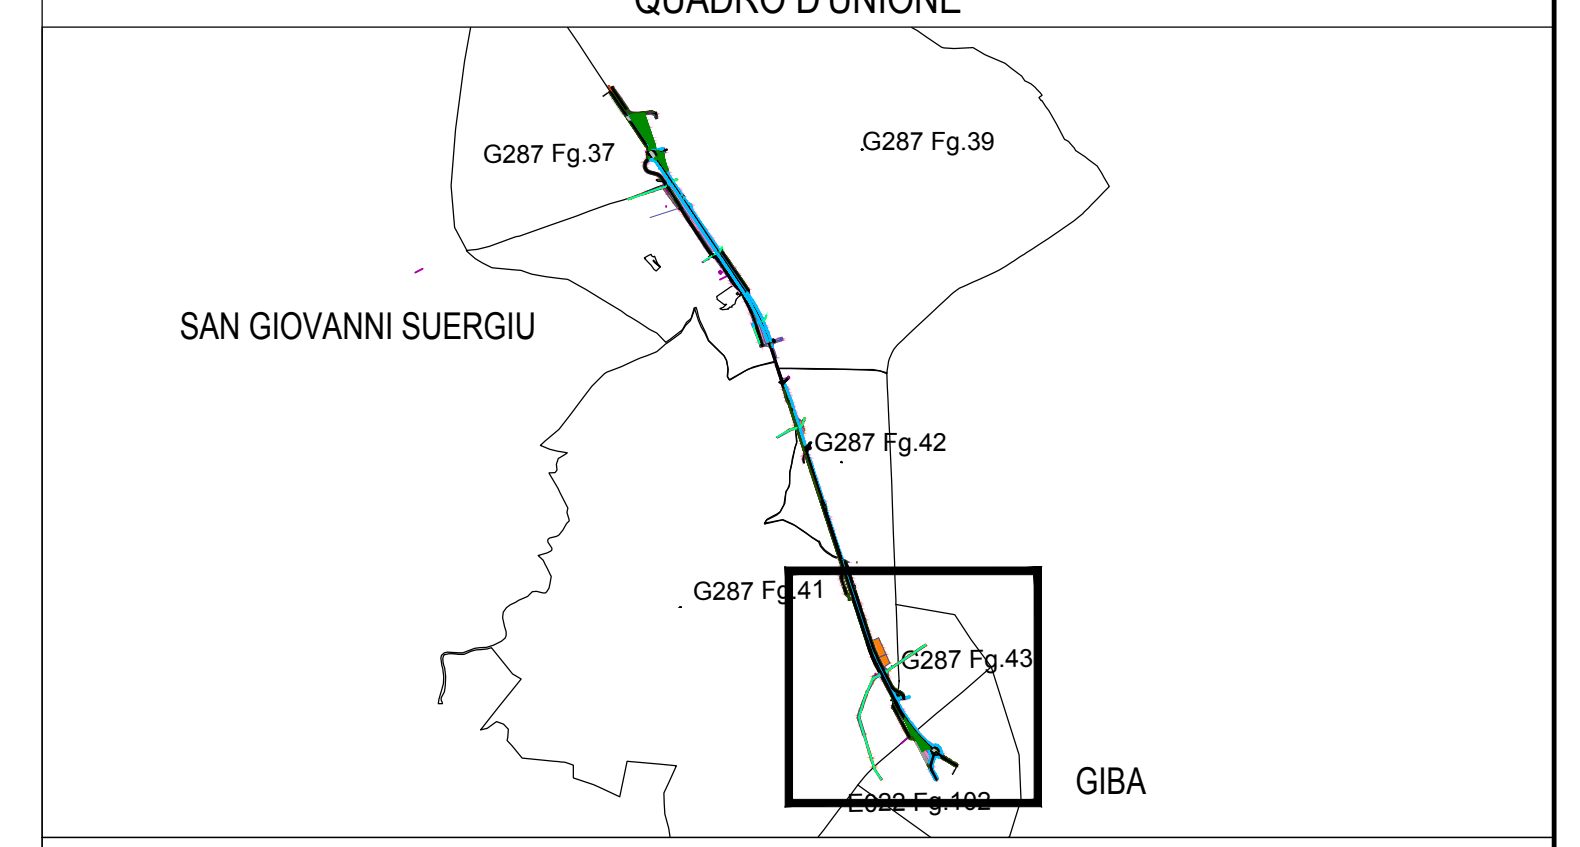 QUADRO D'UNIONE
G287 Fg.37
G287 Fg.39
SAN GIOVANNI SUERGIU
G287 Fg.42
G287 Fg.41
G287 Fg.43
GIBA
E022 Fg.102